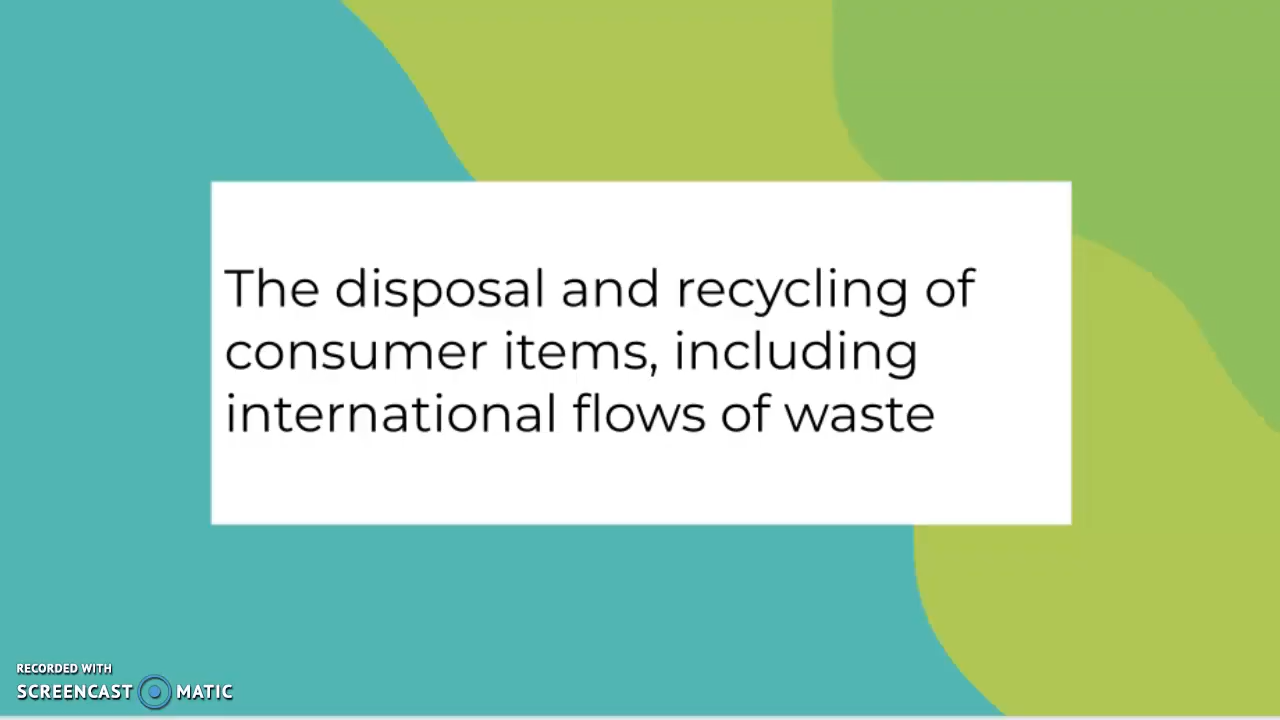 The disposal and recycling of
consumer items, including
international flows of waste
RECORDED WITH
SCREENCAST MATIC